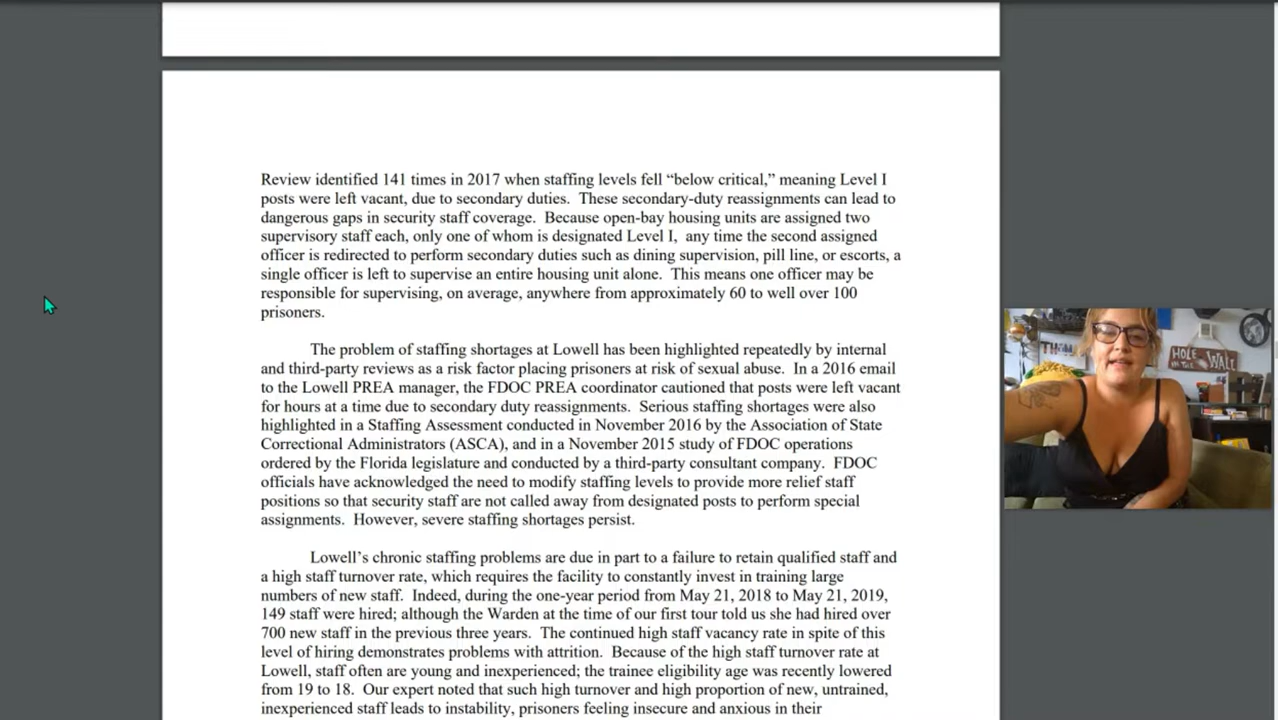 Review identified 141 times in 2017 when staffing levels fell “below critical,” meaning Level I
posts were left vacant, due to secondary duties.  These secondary-duty reassignments can lead to
dangerous gaps in security staff coverage.  Because open-bay housing units are assigned two
supervisory staff each, only one of whom is designated Level I,  any time the second assigned
officer is redirected to perform secondary duties such as dining supervision, pill line, or escorts, a
single officer is left to supervise an entire housing unit alone.  This means one officer may be
responsible for supervising, on average, anywhere from approximately 60 to well over 100
prisoners.
The problem of staffing shortages at Lowell has been highlighted repeatedly by internal
and third-party reviews as a risk factor placing prisoners at risk of sexual abuse.  In a 2016 email
to the Lowell PREA manager, the FDOC PREA coordinator cautioned that posts were left vacant
for hours at a time due to secondary duty reassignments.  Serious staffing shortages were also
highlighted in a Staffing Assessment conducted in November 2016 by the Association of State
Correctional Administrators (ASCA), and in a November 2015 study of FDOC operations
ordered by the Florida legislature and conducted by a third-party consultant company.  FDOC
officials have acknowledged the need to modify staffing levels to provide more relief staff
positions so that security staff are not called away from designated posts to perform special
assignments.  However, severe staffing shortages persist.
Lowell’s chronic staffing problems are due in part to a failure to retain qualified staff and
a high staff turnover rate, which requires the facility to constantly invest in training large
numbers of new staff.  Indeed, during the one-year period from May 21, 2018 to May 21, 2019,
149 staff were hired; although the Warden at the time of our first tour told us she had hired over
700 new staff in the previous three years.  The continued high staff vacancy rate in spite of this
level of hiring demonstrates problems with attrition.  Because of the high staff turnover rate at
Lowell, staff often are young and inexperienced; the trainee eligibility age was recently lowered
from 19 to 18.  Our expert noted that such high turnover and high proportion of new, untrained,
inexperienced staff leads to instability, prisoners feeling insecure and anxious in their
HOLE
IN THE WALL